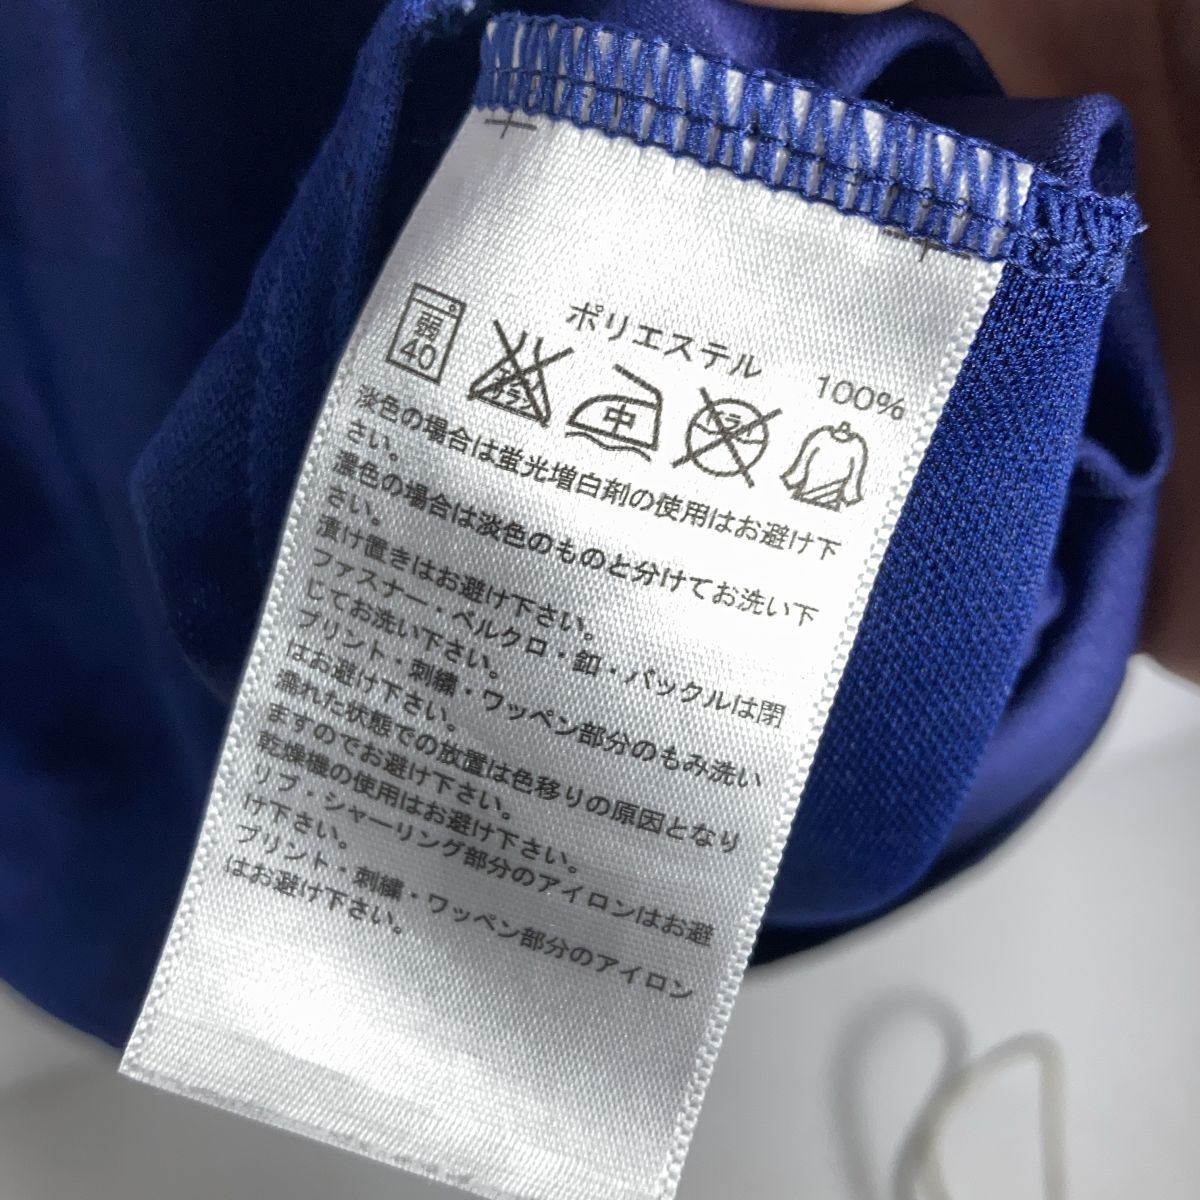 ポリエステル 100%
弱
40
エンソ
サラシ
中
ドライ
淡色の場合は蛍光増白剤の使用はお避け下
さい。
濃色の場合は淡色のものと分けてお洗い下
さい。
漬け置きはお避け下さい。
ファスナー・ベルクロ・釦・バックルは閉
じてお洗い下さい。
プリント・刺繍・ワッペン部分のもみ洗い
はお避け下さい。
濡れた状態での放置は色移りの原因となり
ますのでお避け下さい。
乾燥機の使用はお避け下さい。
リブ・シャーリング部分のアイロンはお避
け下さい。
プリント・刺繍・ワッペン部分のアイロン
はお避け下さい。